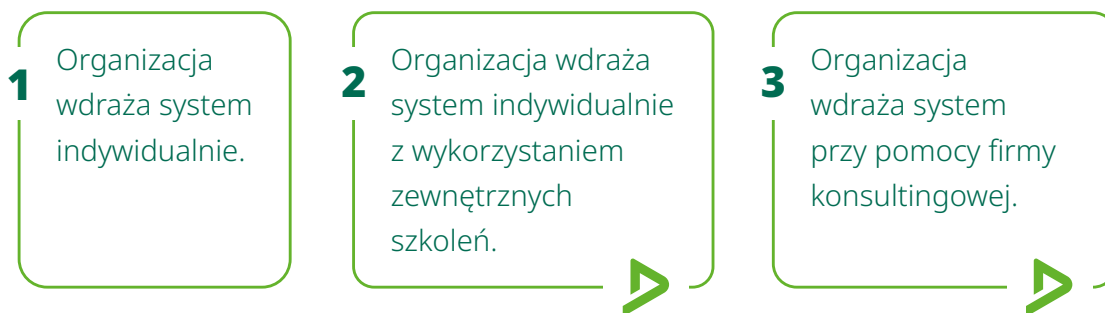 1
Organizacja
wdraża system
indywidualnie.
2
Organizacja wdraża
system indywidualnie
z wykorzystaniem
zewnętrznych
szkoleń.
3
Organizacja
wdraża system
przy pomocy firmy
konsultingowej.